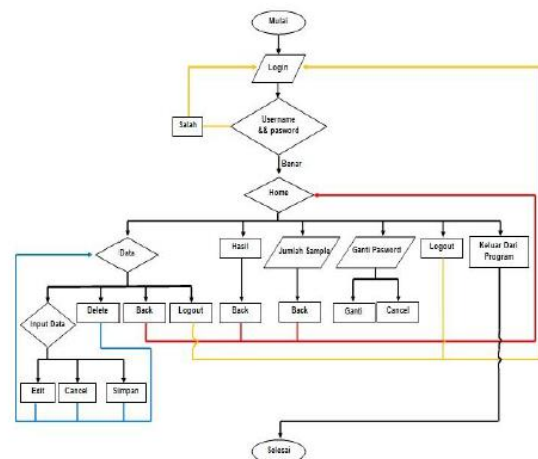 Mulai
Login
Salah
Username
&& pasword
Benar
Home
Data
Hasil
Jumlah Sample
Ganti Pasword
Logout
Keluar Dari
Program
Input Data
Delete
Back
Logout
Back
Back
Ganti
Cancel
Exit
Cancel
Simpan
Selesai